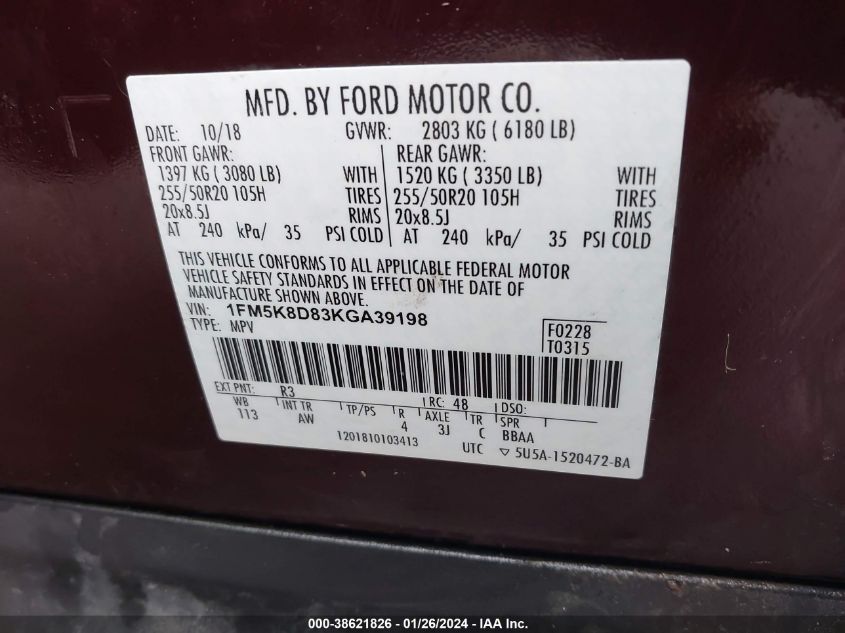 MFD. BY FORD MOTOR CO.
DATE: 10/18 GVWR: 2803 KG ( 6180 LB)
FRONT GAWR: REAR GAWR:
1397 KG ( 3080 LB) WITH 1520 KG ( 3350 LB) WITH
255/50R20 105H TIRES 255/50R20 105H TIRES
20x8.5J RIMS 20x8.5J RIMS
AT 240 kPa/ 35 PSI COLD AT 240 kPa/ 35 PSI COLD
THIS VEHICLE CONFORMS TO ALL APPLICABLE FEDERAL MOTOR
VEHICLE SAFETY STANDARDS IN EFFECT ON THE DATE OF
MANUFACTURE SHOWN ABOVE.
VIN: 1FM5K8D83KGA39198
TYPE: MPV
F0228
T0315
EXT PNT: R3 RC: 48 DSO:
WB INT TR TP/PS R AXLE TR SPR
113 AW 4 3J C BBAA
1201810103413 UTC ▽ 5U5A-1520472-BA
000-38621826 - 01/26/2024 - IAA Inc.